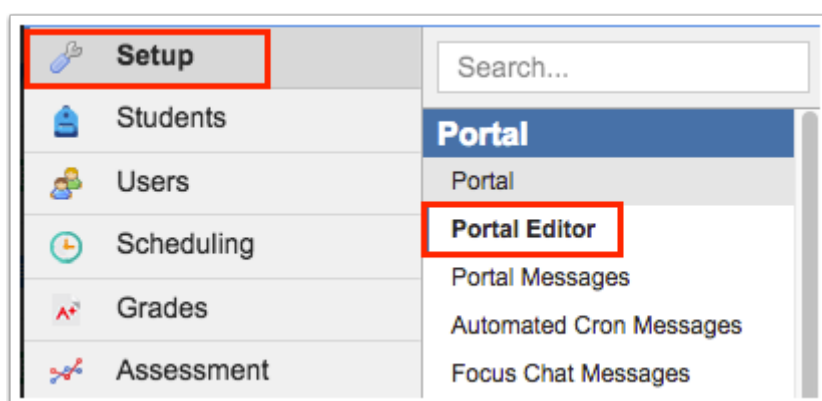 Setup
Students
Users
Scheduling
Grades
Assessment
Search...
Portal
Portal
Portal Editor
Portal Messages
Automated Cron Messages
Focus Chat Messages